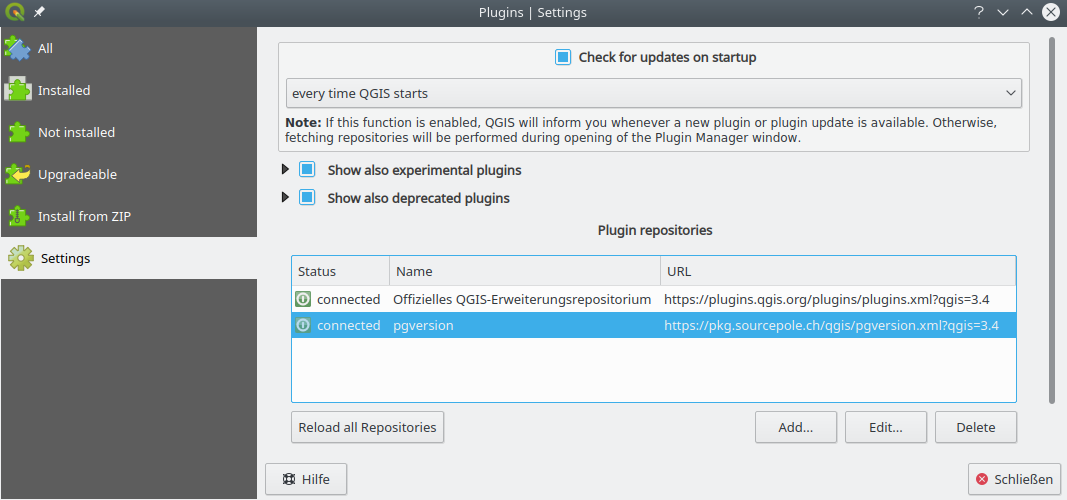 Plugins | Settings
All
Installed
Not installed
Upgradeable
Install from ZIP
Settings
Check for updates on startup
every time QGIS starts
Note: If this function is enabled, QGIS will inform you whenever a new plugin or plugin update is available. Otherwise,
fetching repositories will be performed during opening of the Plugin Manager window.
Show also experimental plugins
Show also deprecated plugins
Plugin repositories
Status Name URL
connected Offizielles QGIS-Erweiterungsrepositorium https://plugins.qgis.org/plugins/plugins.xml?qgis=3.4
connected pgversion https://pkg.sourcepole.ch/qgis/pgversion.xml?qgis=3.4
Reload all Repositories Add... Edit... Delete
Hilfe Schließen